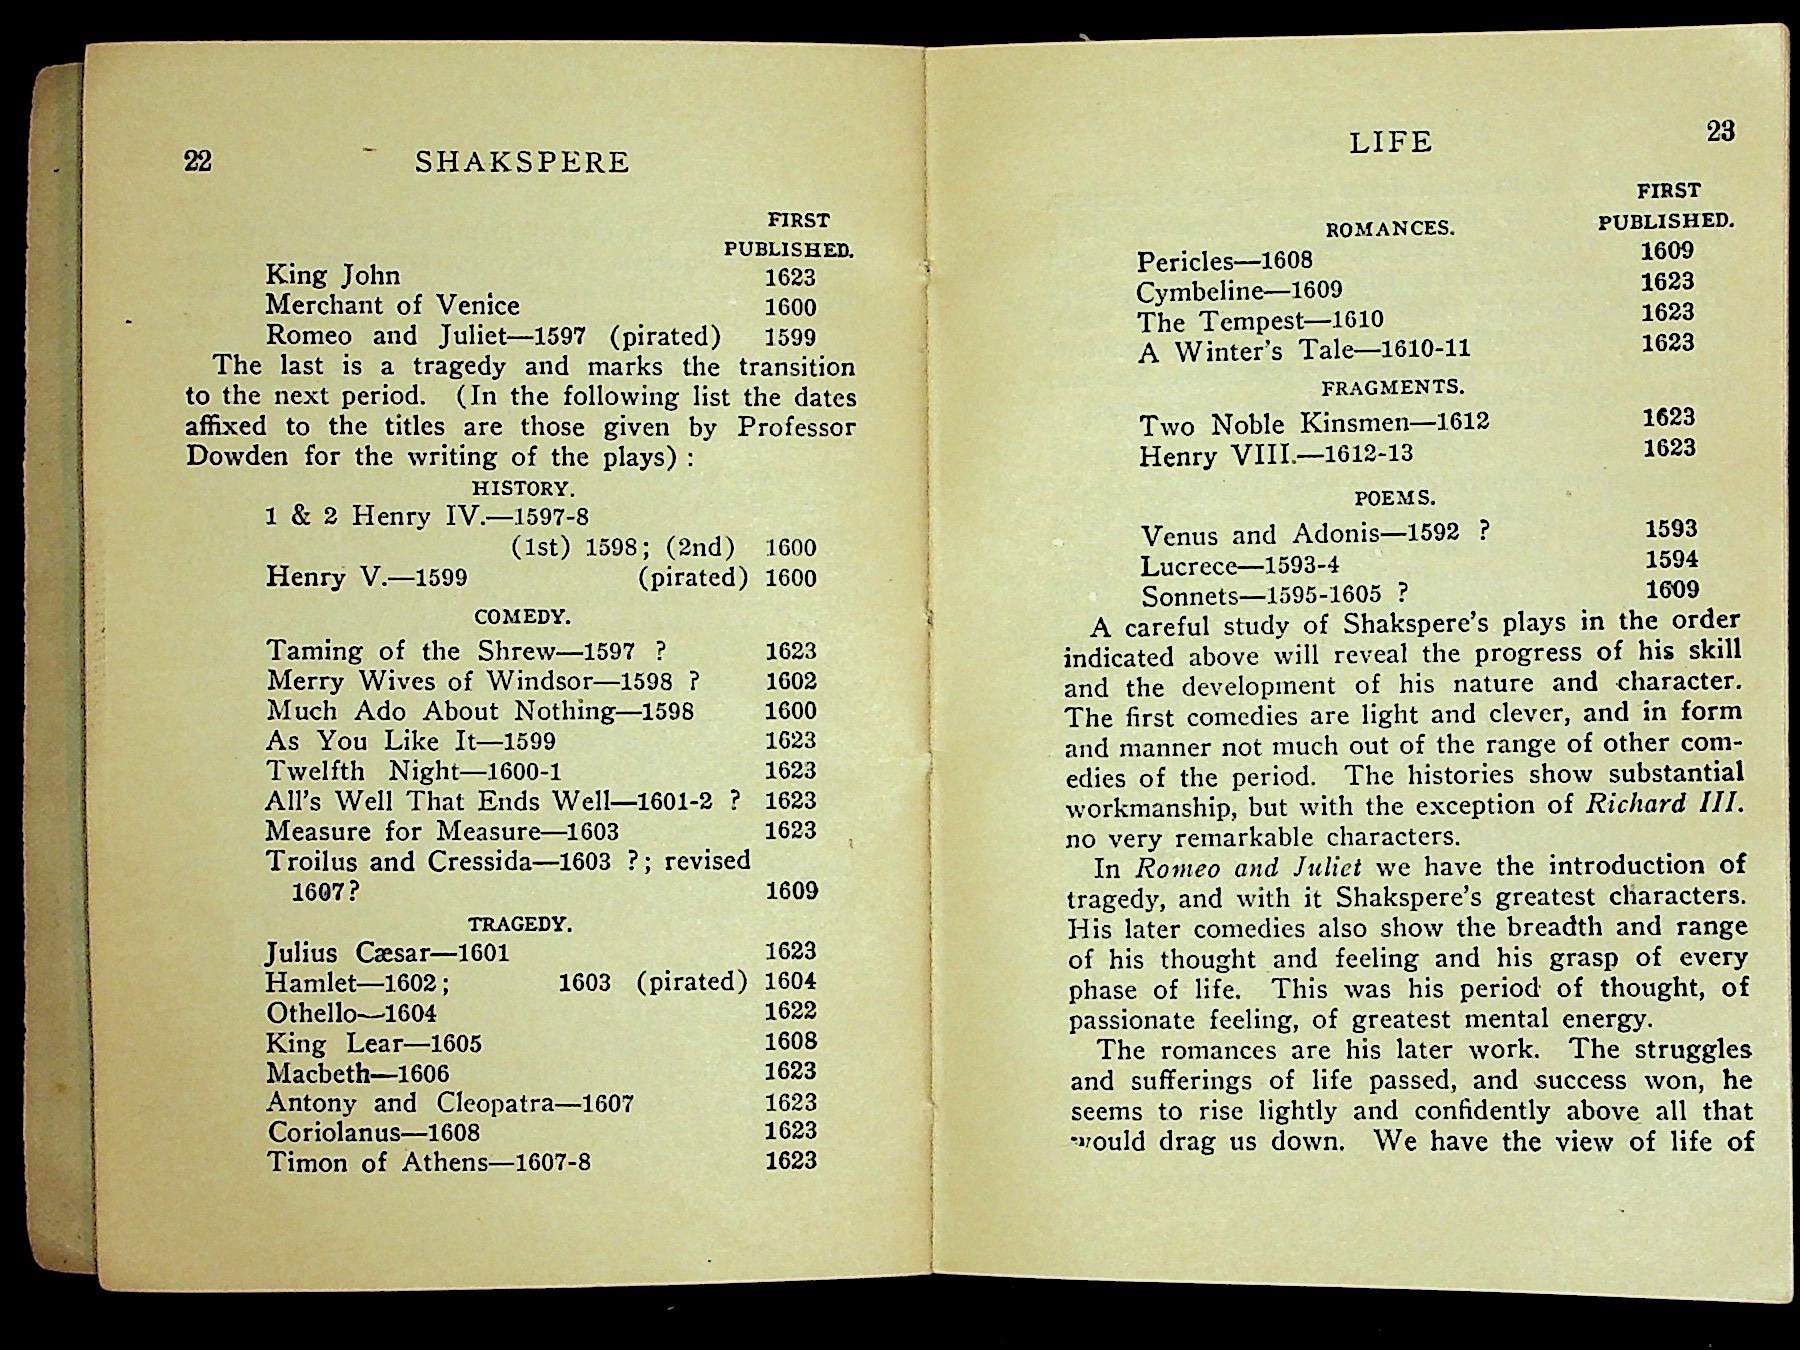 22 SHAKSPERE
FIRST
PUBLISHED.
King John 1623
Merchant of Venice 1600
Romeo and Juliet—1597 (pirated) 1599
The last is a tragedy and marks the transition
to the next period. (In the following list the dates
affixed to the titles are those given by Professor
Dowden for the writing of the plays) :
HISTORY.
1 & 2 Henry IV.—1597-8
(1st) 1598; (2nd) 1600
Henry V.—1599 (pirated) 1600
COMEDY.
Taming of the Shrew—1597 ? 1623
Merry Wives of Windsor—1598 ? 1602
Much Ado About Nothing—1598 1600
As You Like It—1599 1623
Twelfth Night—1600-1 1623
All's Well That Ends Well—1601-2 ? 1623
Measure for Measure—1603 1623
Troilus and Cressida—1603 ?; revised
1607? 1609
TRAGEDY.
Julius Cæsar—1601 1623
Hamlet—1602; 1603 (pirated) 1604
Othello—1604 1622
King Lear—1605 1608
Macbeth—1606 1623
Antony and Cleopatra—1607 1623
Coriolanus—1608 1623
Timon of Athens—1607-8 1623
LIFE 23
FIRST
ROMANCES. PUBLISHED.
Pericles—1608 1609
Cymbeline—1609 1623
The Tempest—1610 1623
A Winter's Tale—1610-11 1623
FRAGMENTS.
Two Noble Kinsmen—1612 1623
Henry VIII.—1612-13 1623
POEMS.
Venus and Adonis—1592 ? 1593
Lucrece—1593-4 1594
Sonnets—1595-1605 ? 1609
A careful study of Shakspere's plays in the order
indicated above will reveal the progress of his skill
and the development of his nature and character.
The first comedies are light and clever, and in form
and manner not much out of the range of other com-
edies of the period. The histories show substantial
workmanship, but with the exception of Richard III.
no very remarkable characters.
In Romeo and Juliet we have the introduction of
tragedy, and with it Shakspere's greatest characters.
His later comedies also show the breadth and range
of his thought and feeling and his grasp of every
phase of life. This was his period of thought, of
passionate feeling, of greatest mental energy.
The romances are his later work. The struggles
and sufferings of life passed, and success won, he
seems to rise lightly and confidently above all that
would drag us down. We have the view of life of